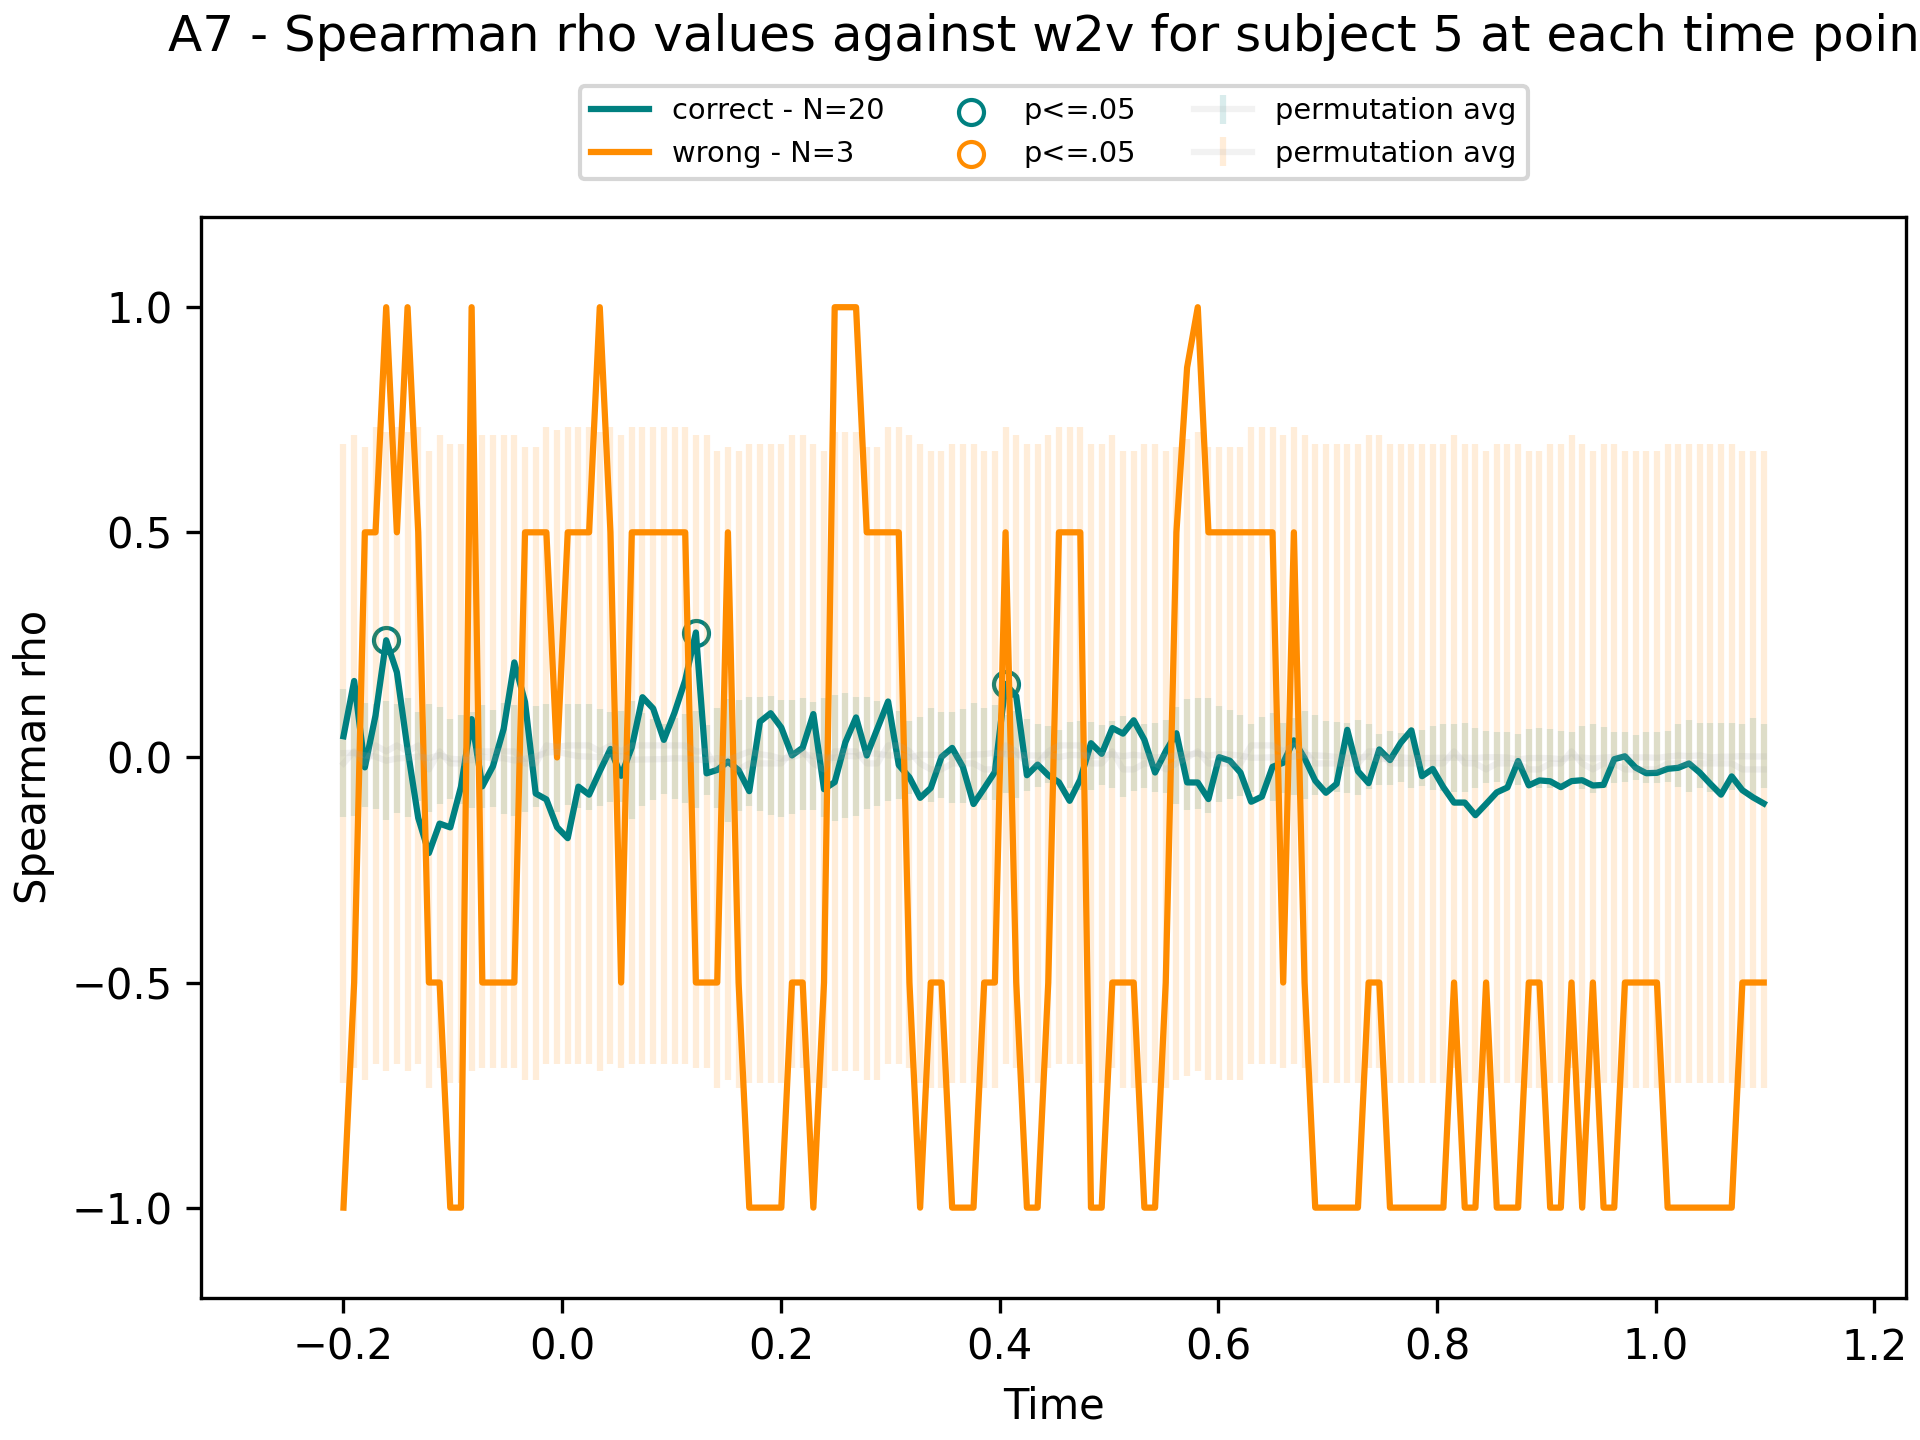 A7 - Spearman rho values against w2v for subject 5 at each time poin
correct - N=20
wrong - N=3
p<=.05
p<=.05
permutation avg
permutation avg
Spearman rho
1.0
0.5
0.0
−0.5
−1.0
−0.2
0.0
0.2
0.4
0.6
0.8
1.0
1.2
Time